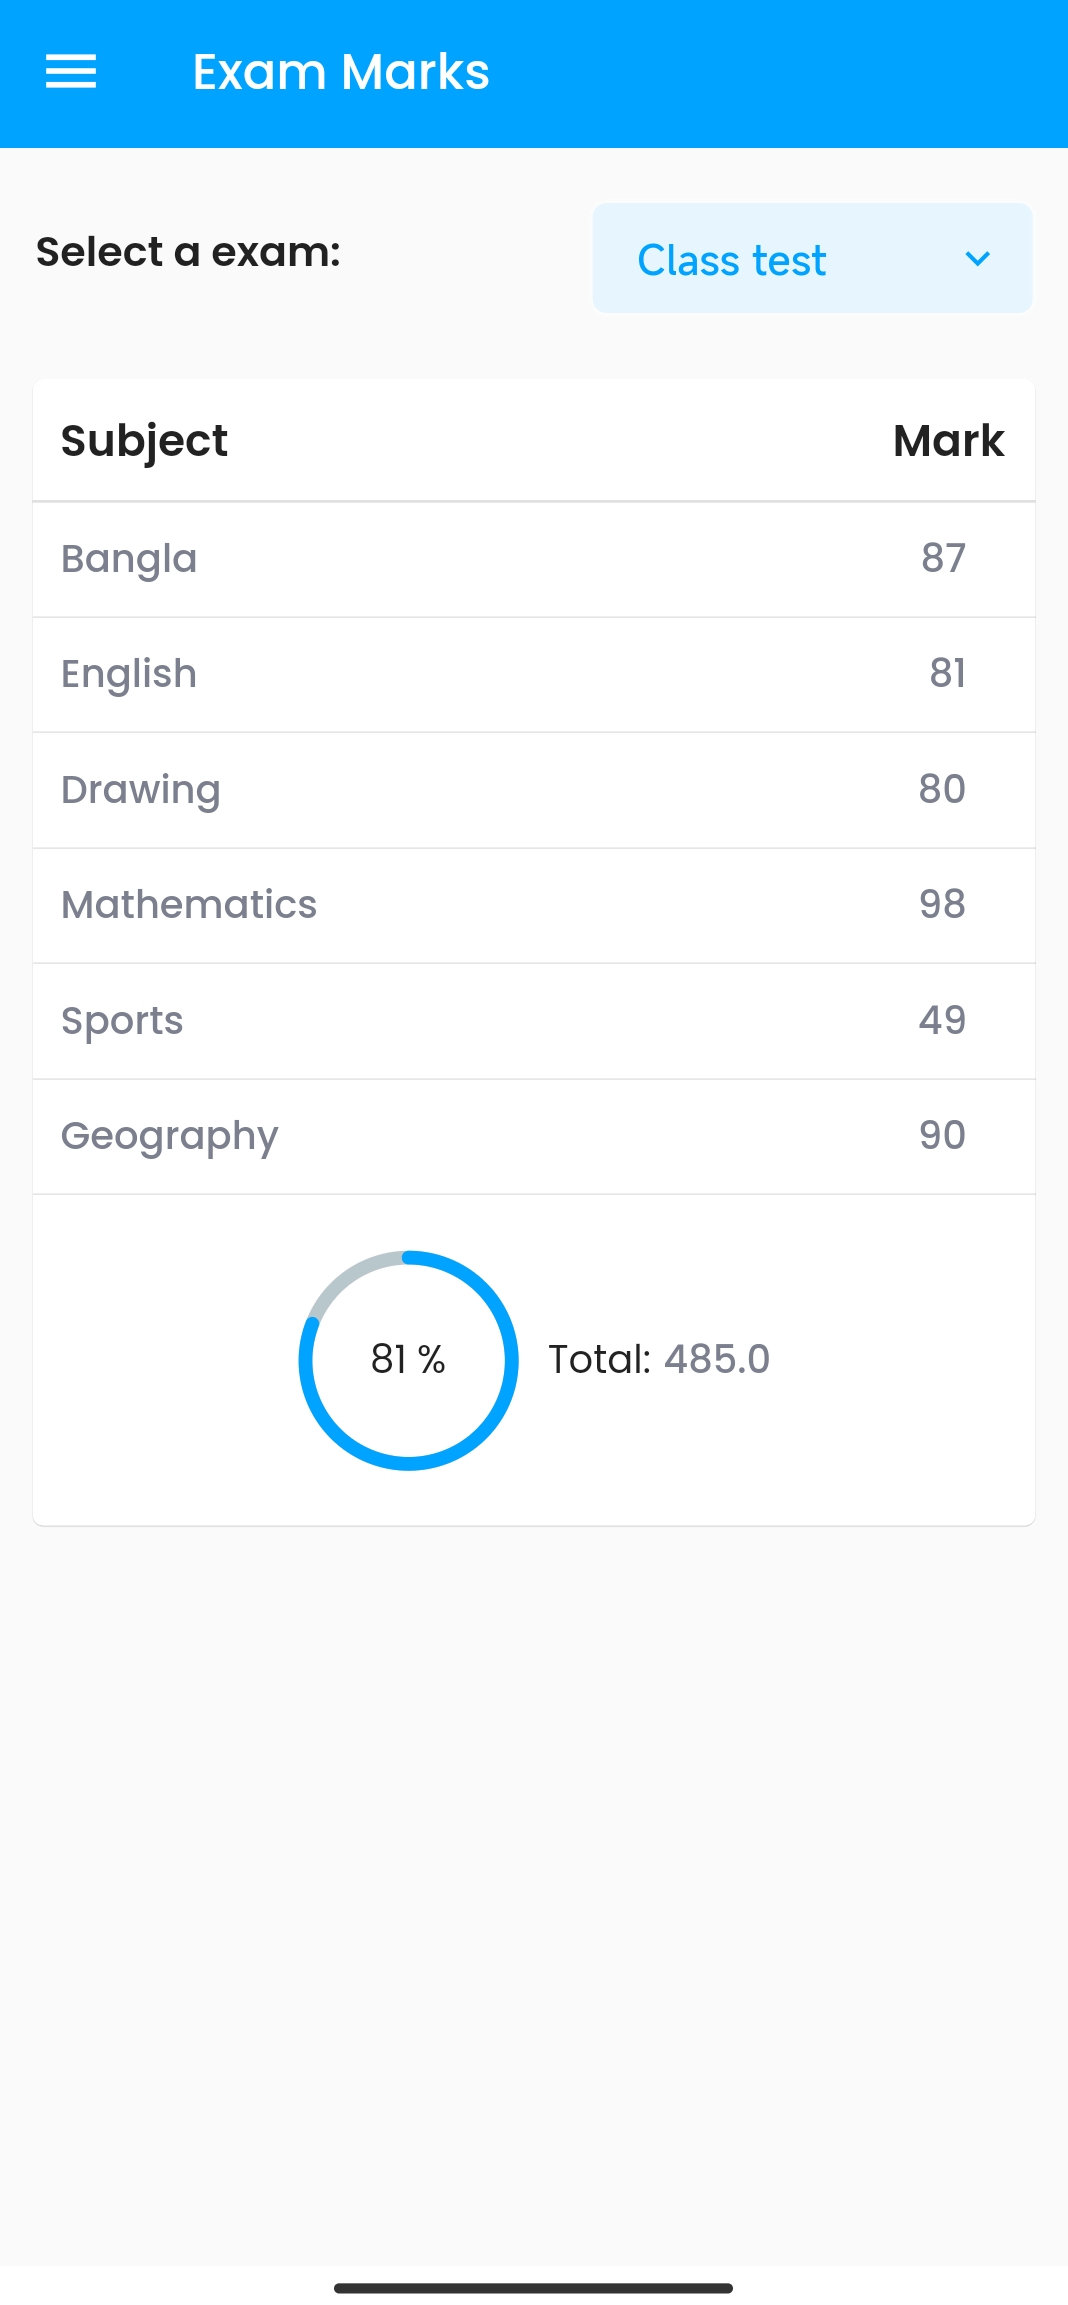 Exam Marks
Select a exam: Class test
Subject Mark
Bangla 87
English 81
Drawing 80
Mathematics 98
Sports 49
Geography 90
81 % Total: 485.0